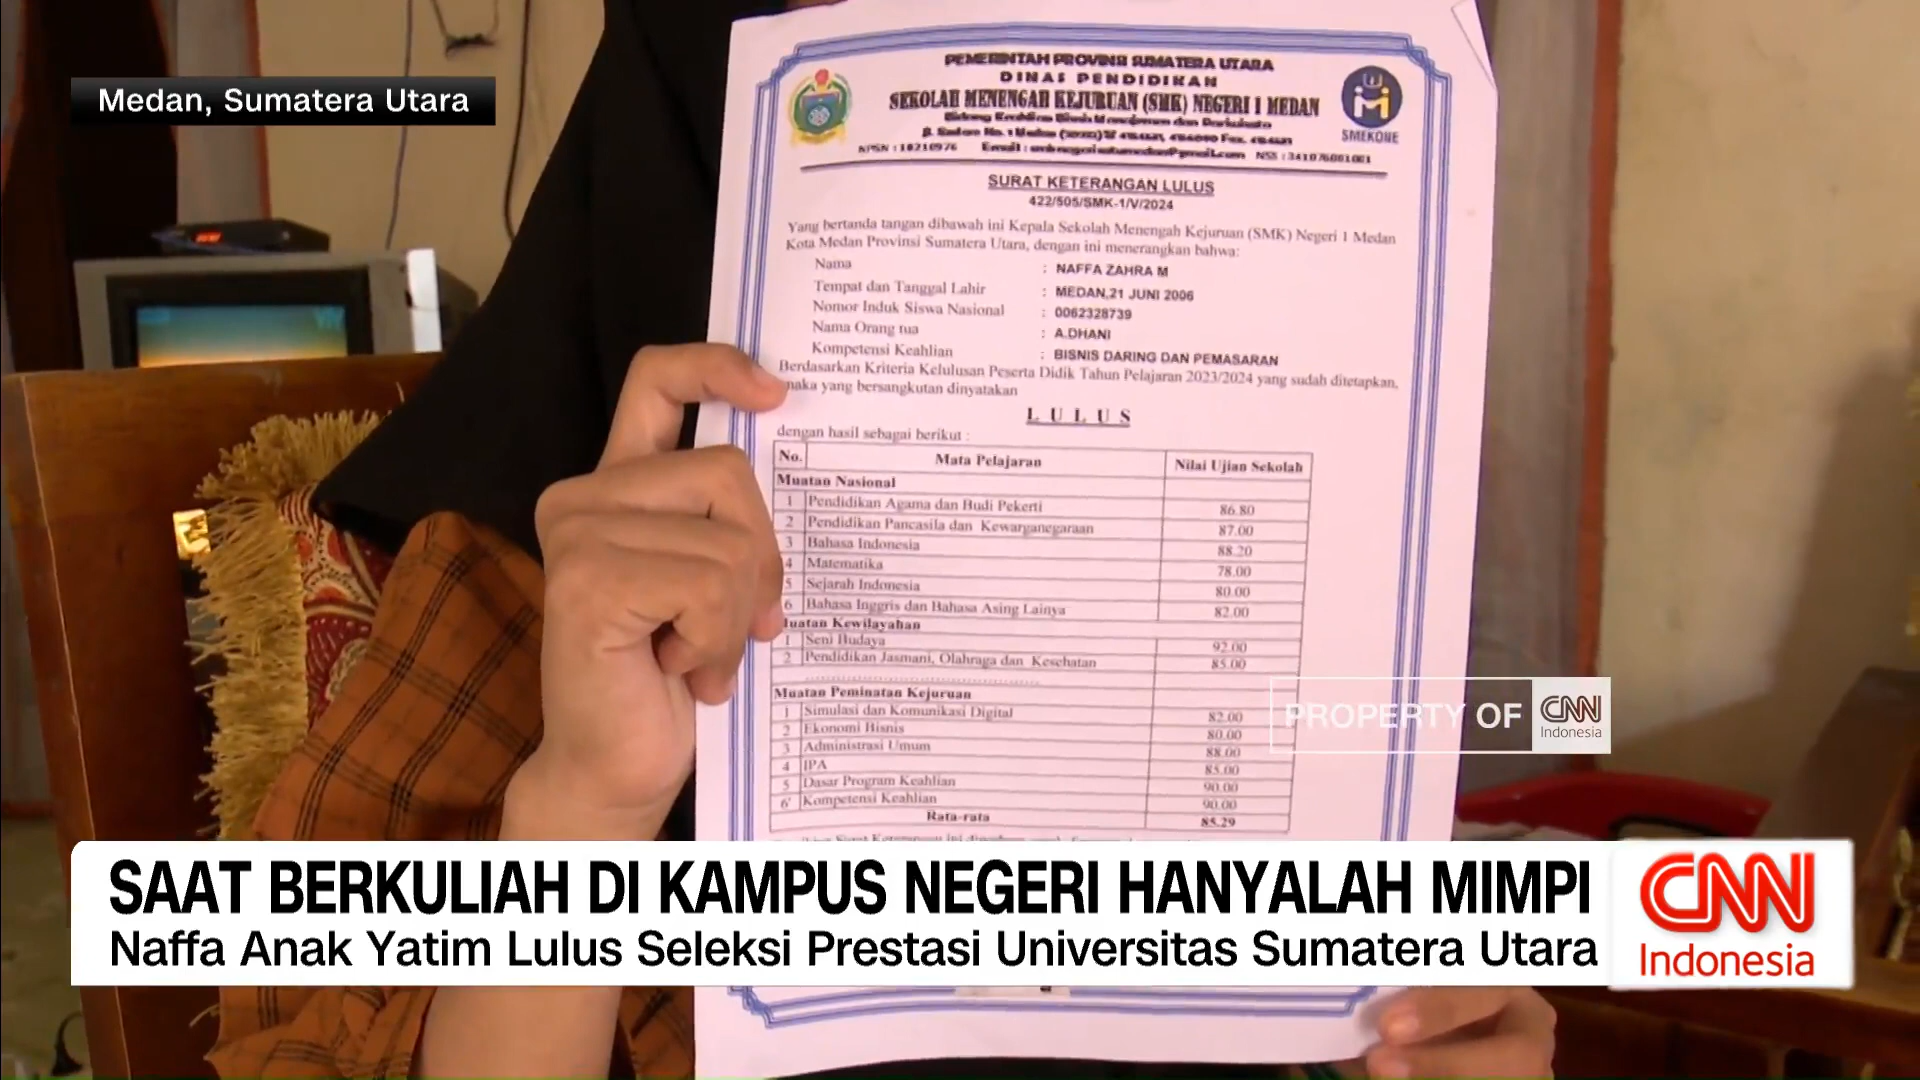 Medan, Sumatera Utara
PEMERINTAH PROVINSI SUMATERA UTARA
DINAS PENDIDIKAN
SEKOLAH MENENGAH KEJURUAN (SMK) NEGERI 1 MEDAN
Bidang Keahlian Bisnis Manajemen dan Pariwisata
NPSN : 10210976 Email : NSS : 341076001001
SMEKONE
SURAT KETERANGAN LULUS
422/505/SMK-1/V/2024
Yang bertanda tangan dibawah ini Kepala Sekolah Menengah Kejuruan (SMK) Negeri 1 Medan
Kota Medan Provinsi Sumatera Utara, dengan ini menerangkan bahwa:
Nama : NAFFA ZAHRA M
Tempat dan Tanggal Lahir : MEDAN,21 JUNI 2006
Nomor Induk Siswa Nasional : 0062328739
Nama Orang tua : A.DHANI
Kompetensi Keahlian : BISNIS DARING DAN PEMASARAN
Berdasarkan Kriteria Kelulusan Peserta Didik Tahun Pelajaran 2023/2024 yang sudah ditetapkan,
maka yang bersangkutan dinyatakan
L U L U S
dengan hasil sebagai berikut :
No. Mata Pelajaran Nilai Ujian Sekolah
Muatan Nasional
1 Pendidikan Agama dan Budi Pekerti 86.80
2 Pendidikan Pancasila dan Kewarganegaraan 87.00
3 Bahasa Indonesia 88.20
4 Matematika 78.00
5 Sejarah Indonesia 80.00
6 Bahasa Inggris dan Bahasa Asing Lainya 82.00
Muatan Kewilayahan
1 Seni Budaya 92.00
2 Pendidikan Jasmani, Olahraga dan Kesehatan 85.00
Muatan Peminatan Kejuruan
1 Simulasi dan Komunikasi Digital 82.00
2 Ekonomi Bisnis 80.00
3 Administrasi Umum 88.00
4 IPA 85.00
5 Dasar Program Keahlian 90.00
6 Kompetensi Keahlian 90.00
Rata-rata 85.29
PROPERTY OF CNN Indonesia
SAAT BERKULIAH DI KAMPUS NEGERI HANYALAH MIMPI
Naffa Anak Yatim Lulus Seleksi Prestasi Universitas Sumatera Utara
CNN
Indonesia